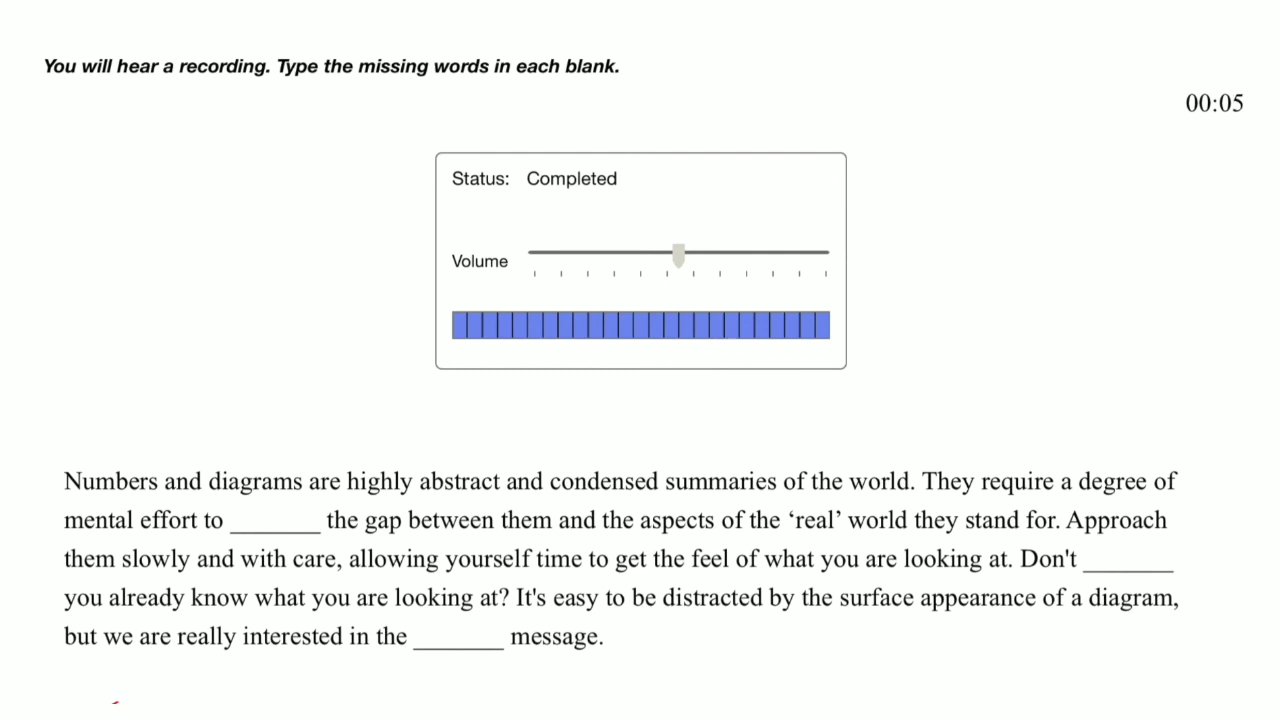 You will hear a recording. Type the missing words in each blank.
00:05
Status: Completed
Volume
Numbers and diagrams are highly abstract and condensed summaries of the world. They require a degree of
mental effort to _______ the gap between them and the aspects of the ‘real’ world they stand for. Approach
them slowly and with care, allowing yourself time to get the feel of what you are looking at. Don't _______
you already know what you are looking at? It's easy to be distracted by the surface appearance of a diagram,
but we are really interested in the _______ message.